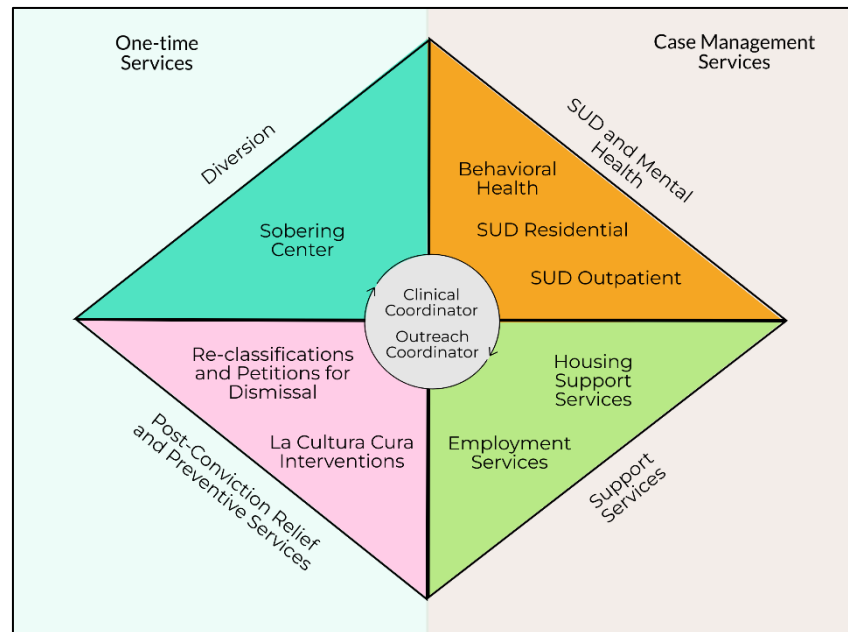 One-time
Services
Case Management
Services
Diversion
SUD and Mental
Health
Sobering
Center
Behavioral
Health
SUD Residential
SUD Outpatient
Clinical
Coordinator
Outreach
Coordinator
Re-classifications
and Petitions for
Dismissal
La Cultura Cura
Interventions
Housing
Support
Services
Employment
Services
Post-Conviction Relief
and Preventive Services
Support
Services